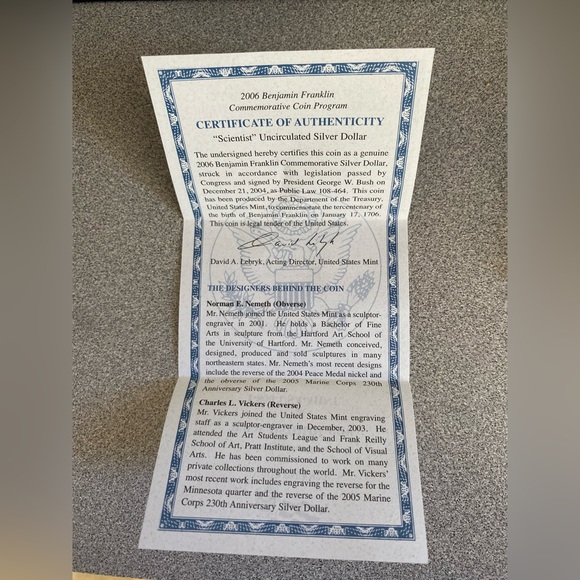 2006 Benjamin Franklin
Commemorative Coin Program
CERTIFICATE OF AUTHENTICITY
"Scientist" Uncirculated Silver Dollar
The undersigned hereby certifies this coin as a genuine
2006 Benjamin Franklin Commemorative Silver Dollar,
struck in accordance with legislation passed by
Congress and signed by President George W. Bush on
December 21, 2004, as Public Law 108-464. This coin
has been produced by the Department of the Treasury,
United States Mint, to commemorate the tercentenary of
the birth of Benjamin Franklin on January 17, 1706.
This coin is legal tender of the United States.
David A. Lebryk, Acting Director, United States Mint
THE DESIGNERS BEHIND THE COIN
Norman E. Nemeth (Obverse)
Mr. Nemeth joined the United States Mint as a sculptor-
engraver in 2001. He holds a Bachelor of Fine
Arts in sculpture from the Hartford Art School of
the University of Hartford. Mr. Nemeth conceived,
designed, produced and sold sculptures in many
northeastern states. Mr. Nemeth's most recent designs
include the reverse of the 2004 Peace Medal nickel and
the obverse of the 2005 Marine Corps 230th
Anniversary Silver Dollar.
Charles L. Vickers (Reverse)
Mr. Vickers joined the United States Mint engraving
staff as a sculptor-engraver in December, 2003. He
attended the Art Students League and Frank Reilly
School of Art, Pratt Institute, and the School of Visual
Arts. He has been commissioned to work on many
private collections throughout the world. Mr. Vickers'
most recent work includes engraving the reverse for the
Minnesota quarter and the reverse of the 2005 Marine
Corps 230th Anniversary Silver Dollar.